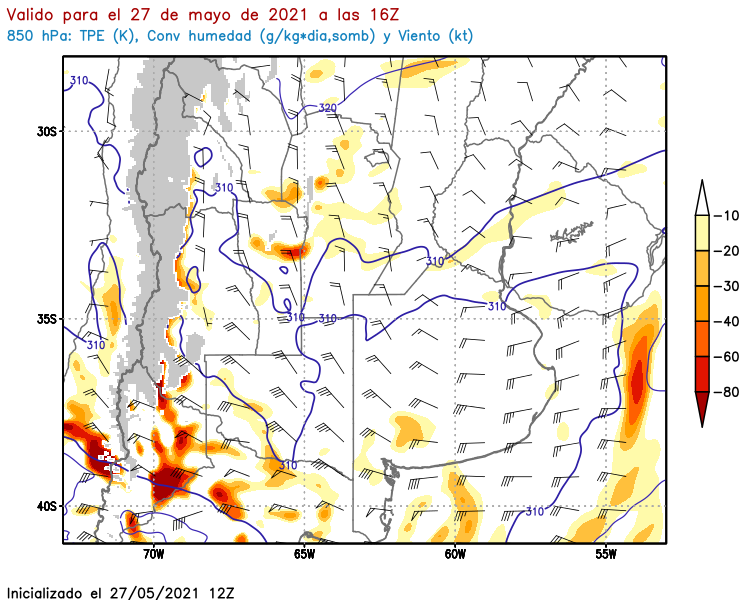 Valido para el 27 de mayo de 2021 a las 16Z
850 hPa: TPE (K), Conv humedad (g/kg*dia,somb) y Viento (kt)
310
320
30S
310
310
310
310
310
35S
310
310
310
40S
70W
65W
60W
55W
-10
-20
-30
-40
-60
-80
Inicializado el 27/05/2021 12Z